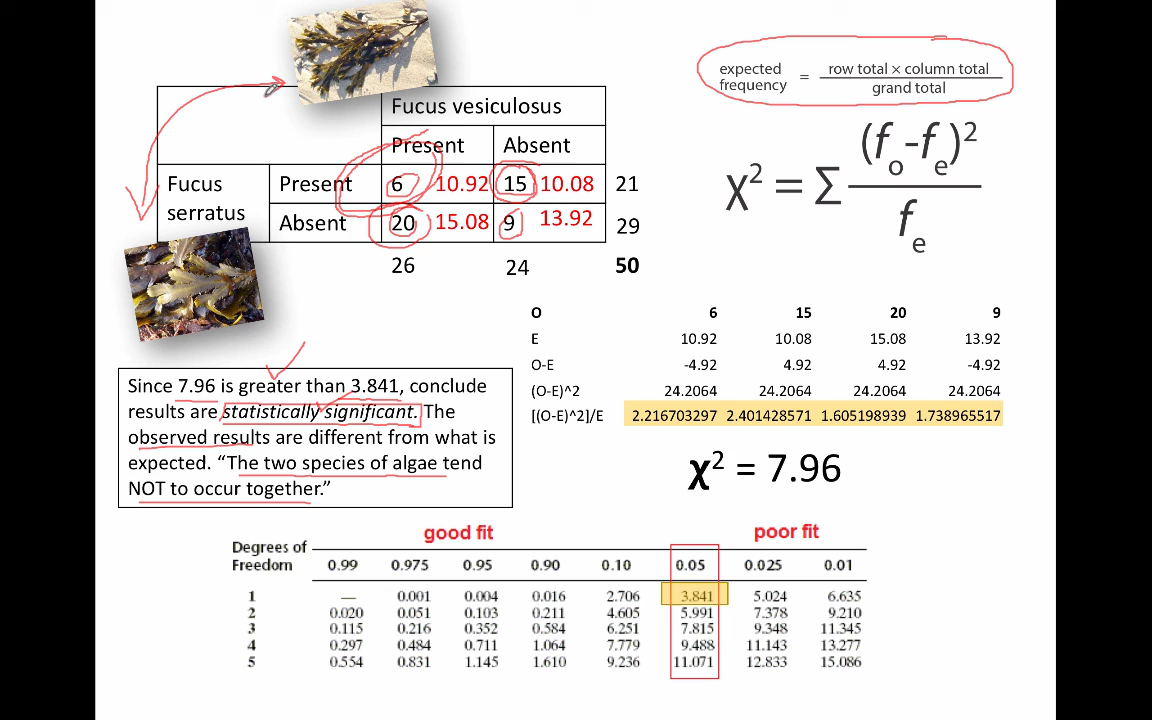 expected frequency = row total × column total / grand total
Fucus vesiculosus
Present Absent
Fucus serratus
Present 6 10.92 15 10.08 21
Absent 20 15.08 9 13.92 29
26 24 50
χ² = Σ (fo-fe)² / fe
O 6 15 20 9
E 10.92 10.08 15.08 13.92
O-E -4.92 4.92 4.92 -4.92
(O-E)^2 24.2064 24.2064 24.2064 24.2064
[(O-E)^2]/E 2.216703297 2.401428571 1.605198939 1.738965517
χ² = 7.96
Since 7.96 is greater than 3.841, conclude
results are statistically significant. The
observed results are different from what is
expected. “The two species of algae tend
NOT to occur together.”
good fit poor fit
Degrees of
Freedom 0.99 0.975 0.95 0.90 0.10 0.05 0.025 0.01
1 — 0.001 0.004 0.016 2.706 3.841 5.024 6.635
2 0.020 0.051 0.103 0.211 4.605 5.991 7.378 9.210
3 0.115 0.216 0.352 0.584 6.251 7.815 9.348 11.345
4 0.297 0.484 0.711 1.064 7.779 9.488 11.143 13.277
5 0.554 0.831 1.145 1.610 9.236 11.071 12.833 15.086